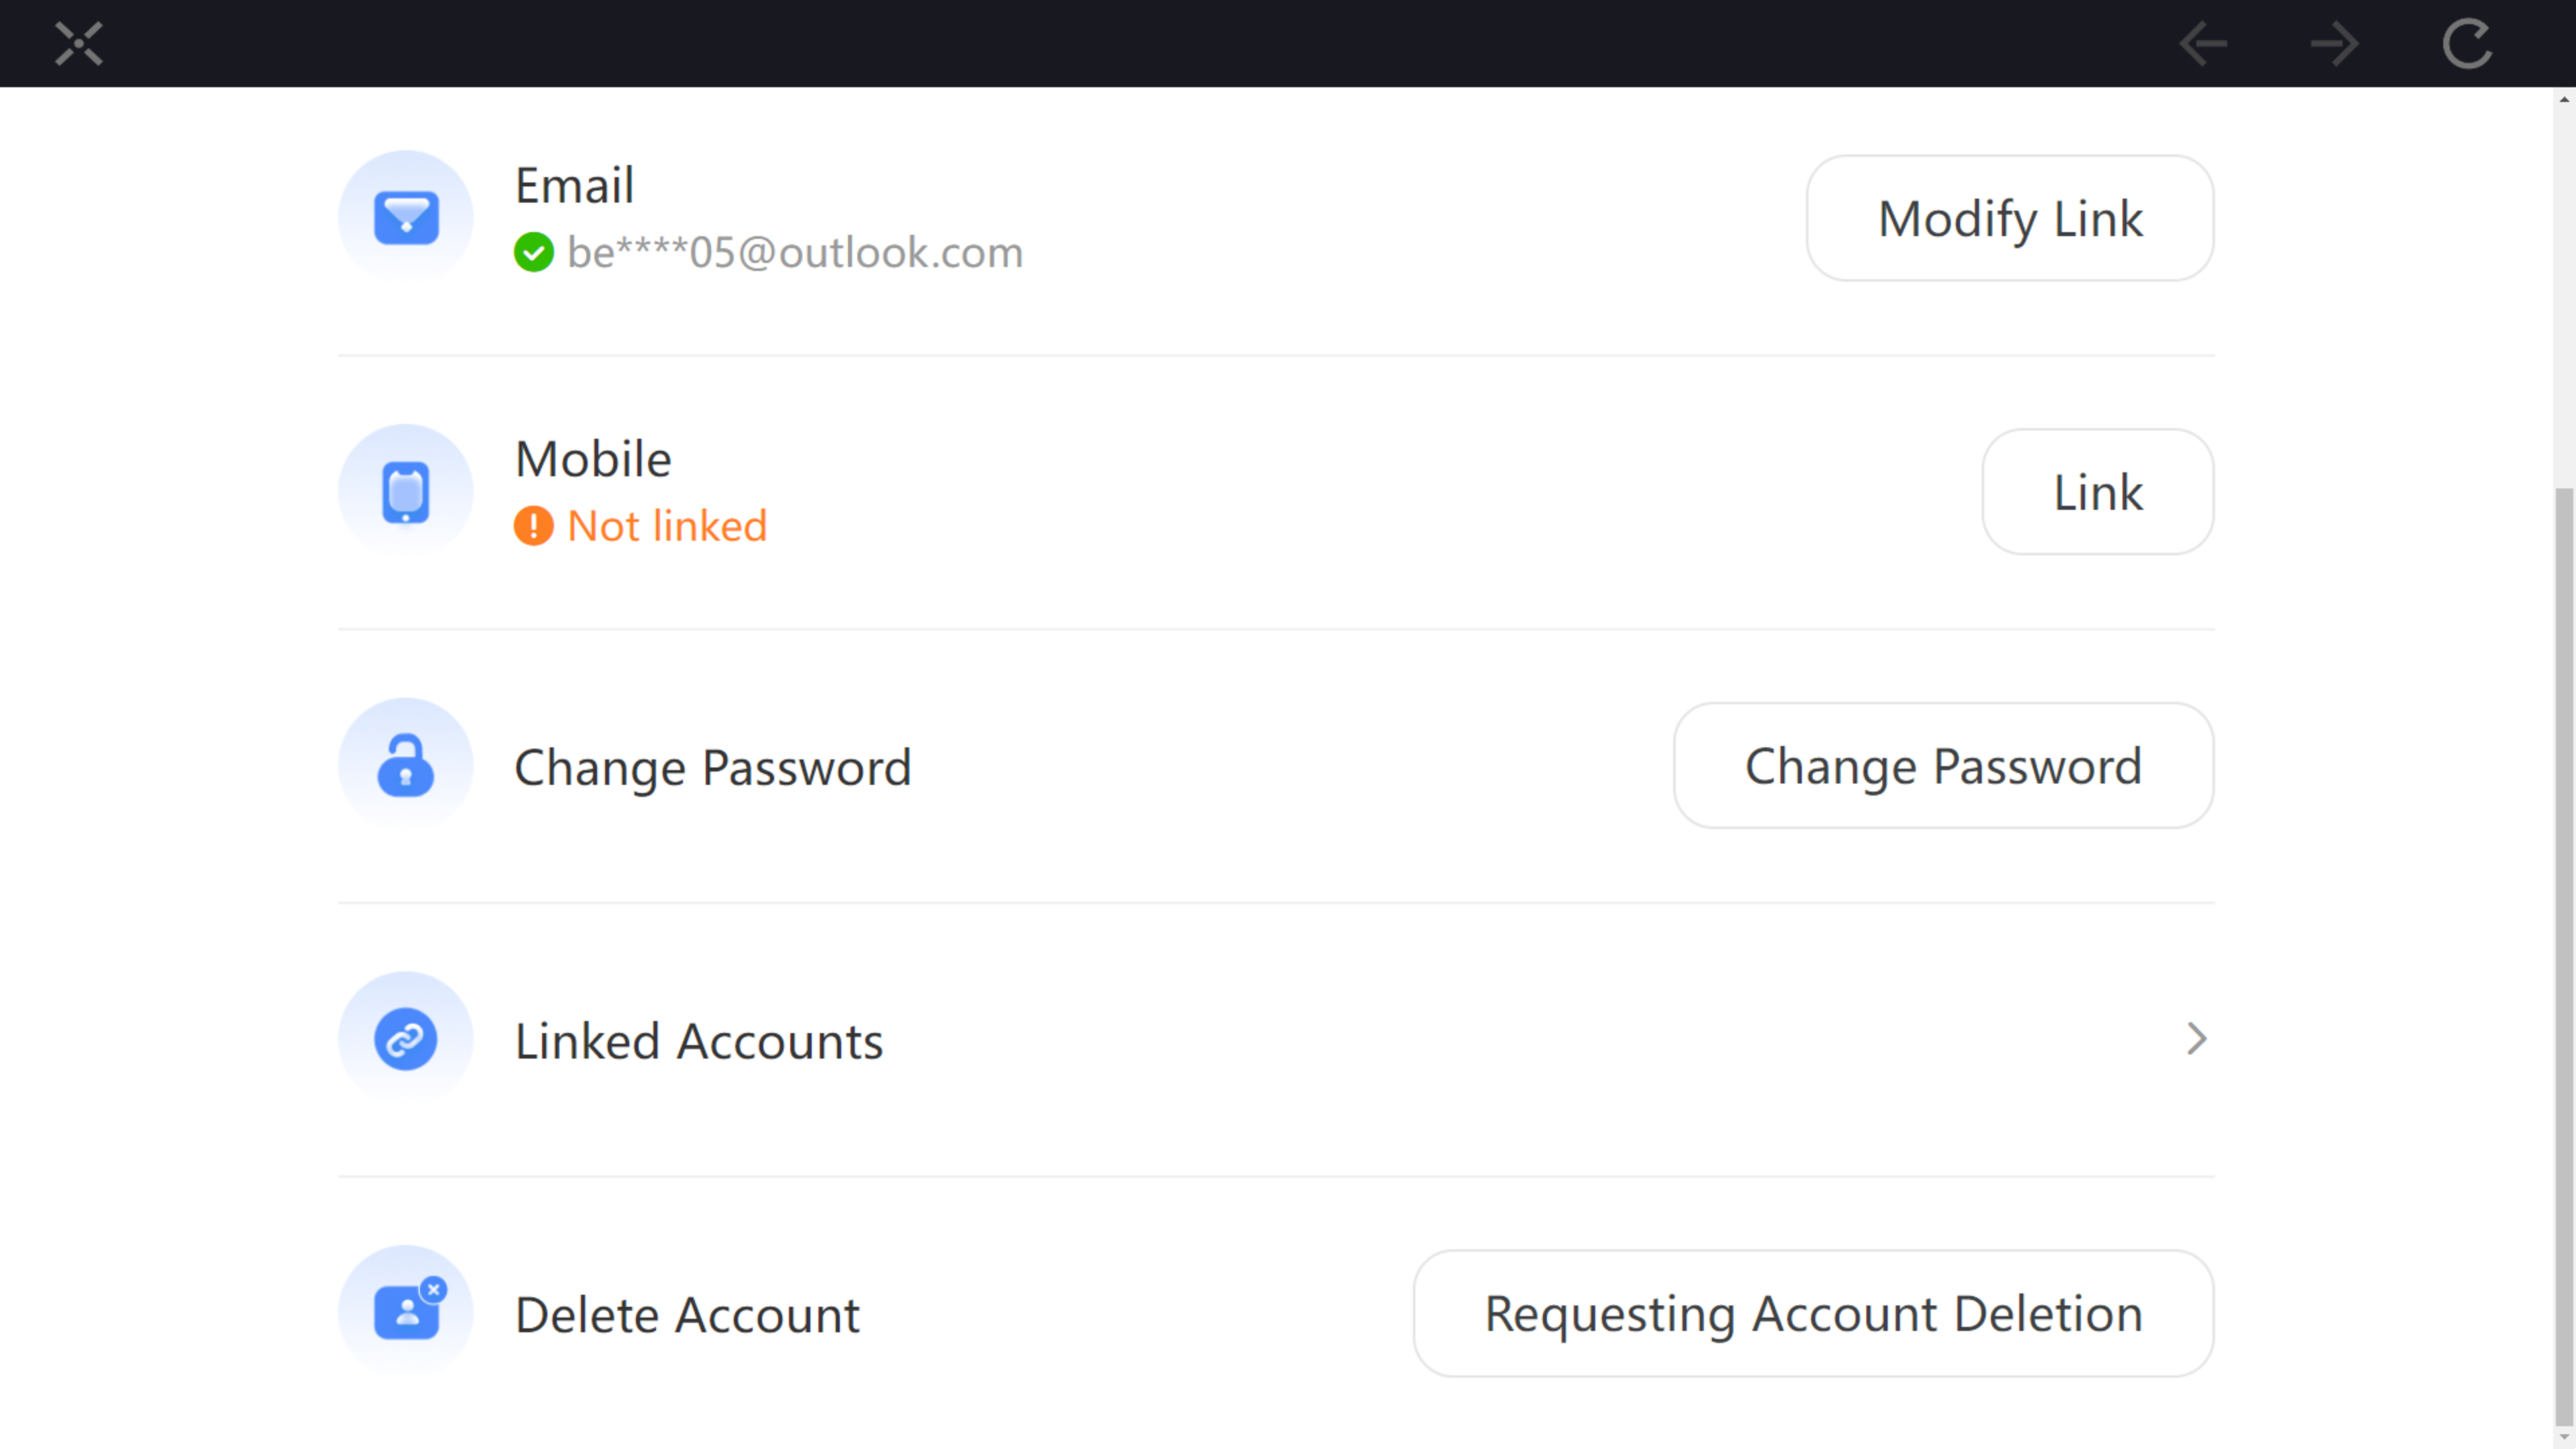 Email
be****05@outlook.com
Modify Link
Mobile
Not linked
Link
Change Password
Change Password
Linked Accounts
Delete Account
Requesting Account Deletion